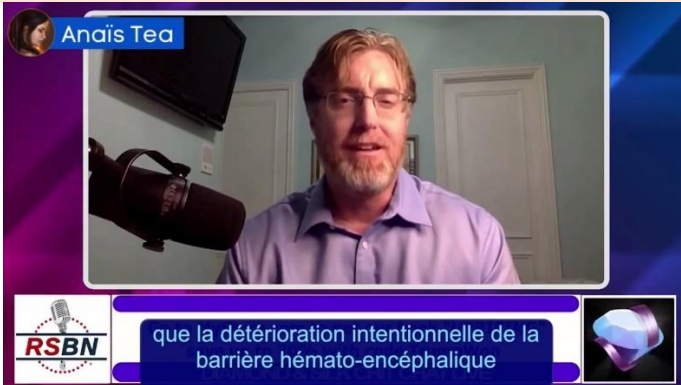 Anaïs Tea
RSBN
que la détérioration intentionnelle de la
barrière hémato-encéphalique